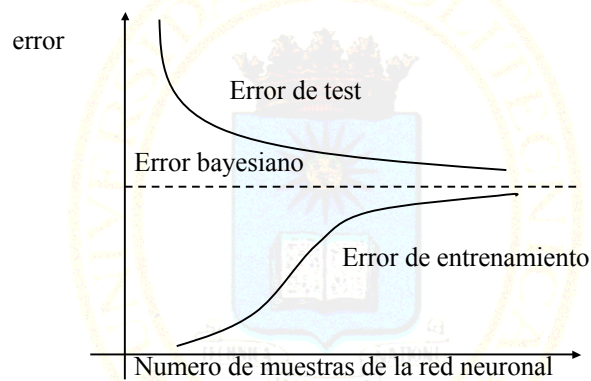 error
Error de test
Error bayesiano
Error de entrenamiento
Numero de muestras de la red neuronal